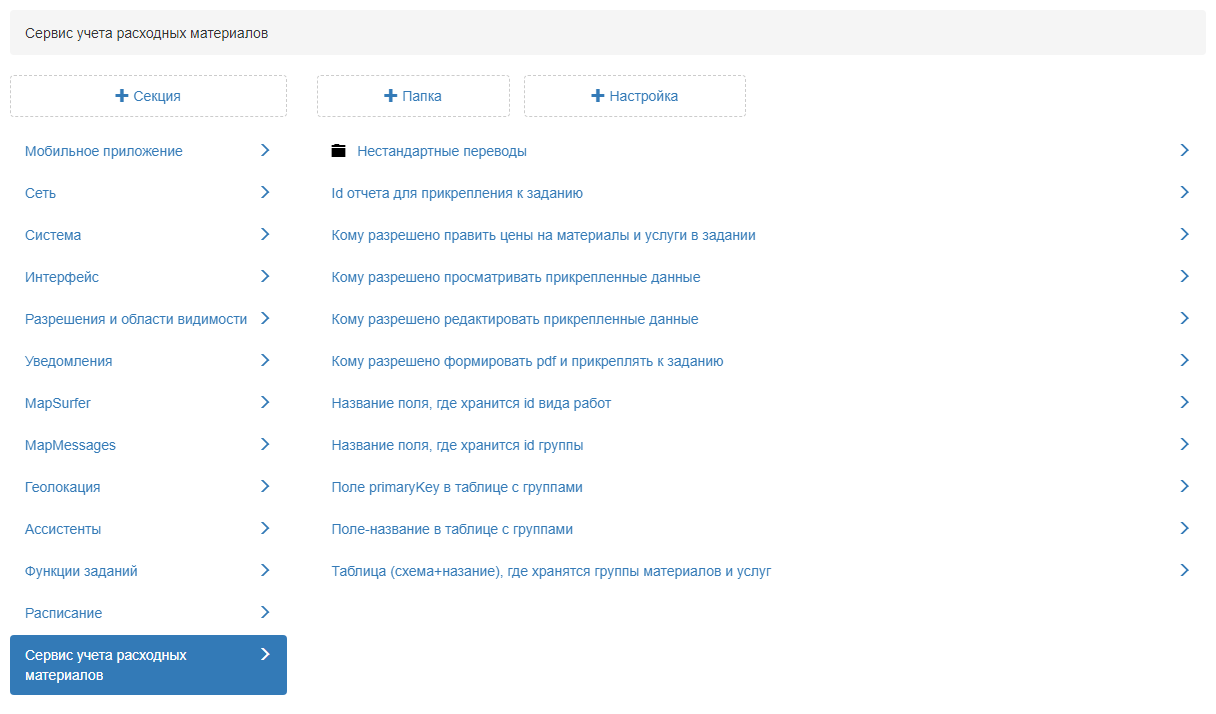 Сервис учета расходных материалов
Секция
Папка
Настройка
Мобильное приложение
Сеть
Система
Интерфейс
Разрешения и области видимости
Уведомления
MapSurfer
MapMessages
Геолокация
Ассистенты
Функции заданий
Расписание
Сервис учета расходных
материалов
Нестандартные переводы
Id отчета для прикрепления к заданию
Кому разрешено править цены на материалы и услуги в задании
Кому разрешено просматривать прикрепленные данные
Кому разрешено редактировать прикрепленные данные
Кому разрешено формировать pdf и прикреплять к заданию
Название поля, где хранится id вида работ
Название поля, где хранится id группы
Поле primaryKey в таблице с группами
Поле-название в таблице с группами
Таблица (схема+назание), где хранятся группы материалов и услуг